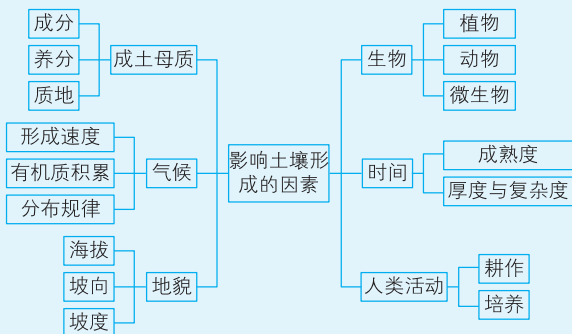 成分
养分
质地
成土母质
形成速度
有机质积累
分布规律
气候
海拔
坡向
坡度
地貌
影响土壤形
成的因素
生物
植物
动物
微生物
时间
成熟度
厚度与复杂度
人类活动
耕作
培养